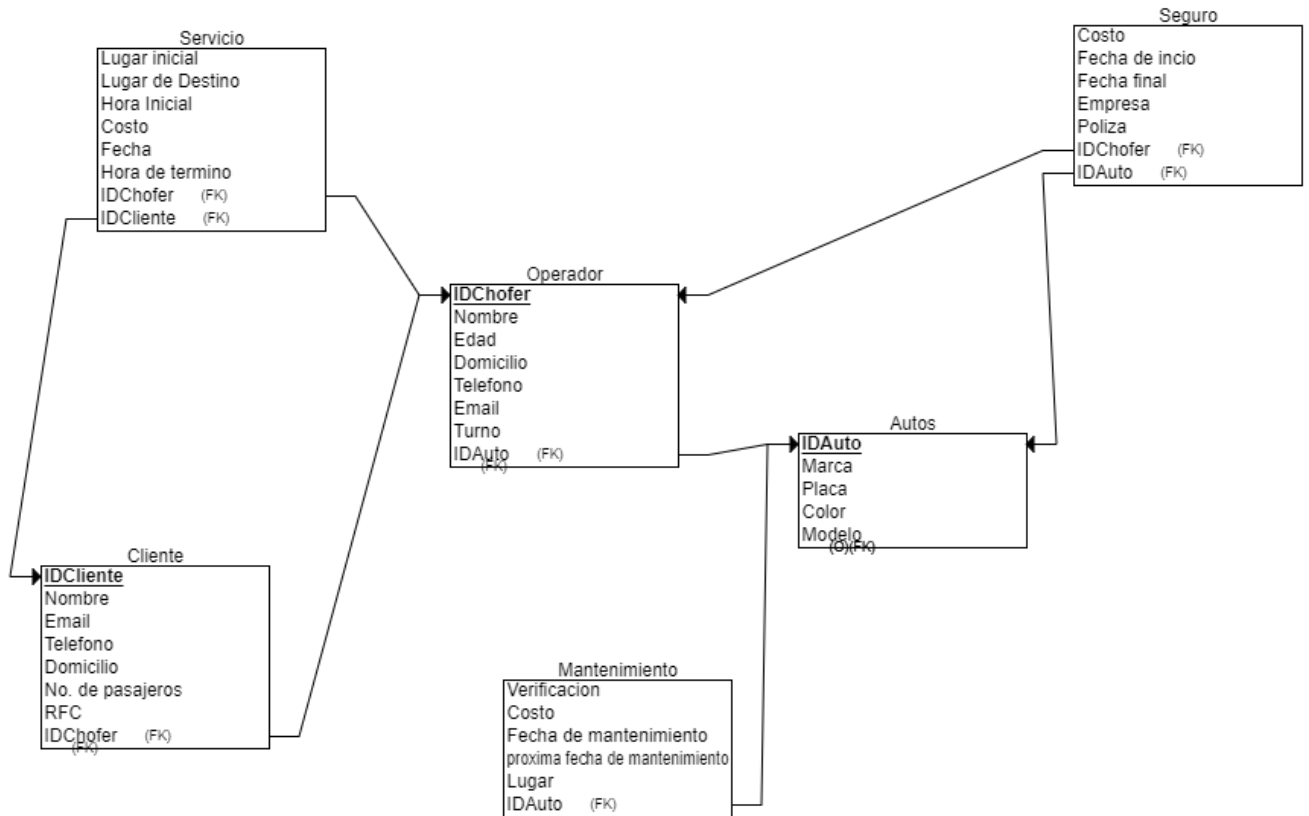 Servicio
Lugar inicial
Lugar de Destino
Hora Inicial
Costo
Fecha
Hora de termino
IDChofer (FK)
IDCliente (FK)
Seguro
Costo
Fecha de incio
Fecha final
Empresa
Poliza
IDChofer (FK)
IDAuto (FK)
Operador
IDChofer
Nombre
Edad
Domicilio
Telefono
Email
Turno
IDAuto (FK)
(FK)
Autos
IDAuto
Marca
Placa
Color
Modelo
(O)(FK)
Cliente
IDCliente
Nombre
Email
Telefono
Domicilio
No. de pasajeros
RFC
IDChofer (FK)
(FK)
Mantenimiento
Verificacion
Costo
Fecha de mantenimiento
proxima fecha de mantenimiento
Lugar
IDAuto (FK)